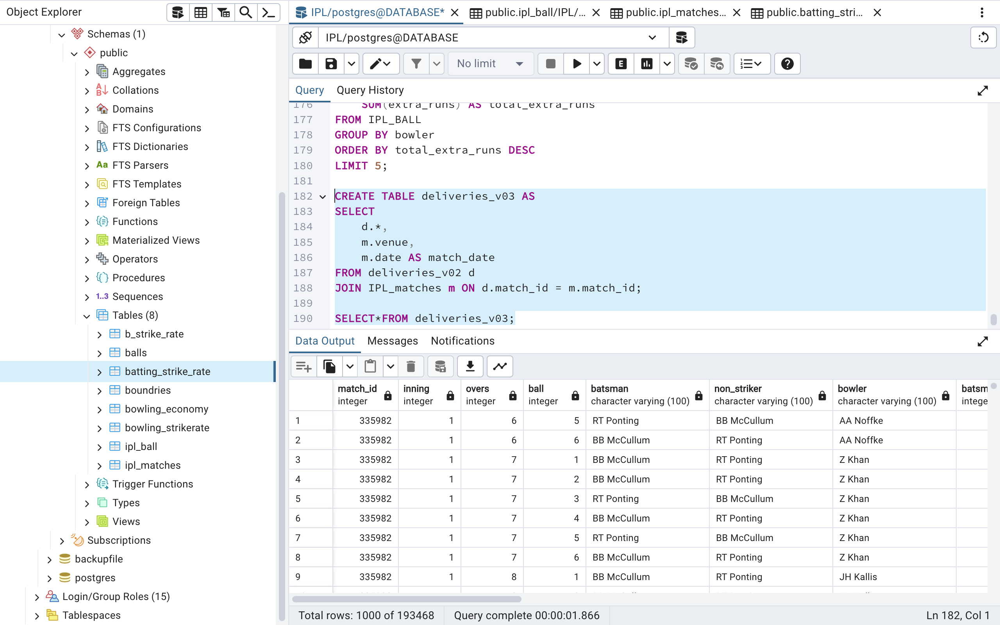 Object Explorer
IPL/postgres@DATABASE*
public.ipl_ball/IPL/...
public.ipl_matches...
public.batting_stri...
Schemas (1)
public
Aggregates
Collations
Domains
FTS Configurations
FTS Dictionaries
Aa FTS Parsers
FTS Templates
Foreign Tables
Functions
Materialized Views
Operators
Procedures
1..3 Sequences
Tables (8)
b_strike_rate
balls
batting_strike_rate
boundries
bowling_economy
bowling_strikerate
ipl_ball
ipl_matches
Trigger Functions
Types
Views
Subscriptions
backupfile
postgres
Login/Group Roles (15)
Tablespaces
IPL/postgres@DATABASE
No limit
E
Query Query History
176 SUM(extra_runs) AS total_extra_runs
177 FROM IPL_BALL
178 GROUP BY bowler
179 ORDER BY total_extra_runs DESC
180 LIMIT 5;
181
182 CREATE TABLE deliveries_v03 AS
183 SELECT
184 d.*,
185 m.venue,
186 m.date AS match_date
187 FROM deliveries_v02 d
188 JOIN IPL_matches m ON d.match_id = m.match_id;
189
190 SELECT*FROM deliveries_v03;
Data Output Messages Notifications
match_id inning overs ball batsman non_striker bowler batsm
integer integer integer integer character varying (100) character varying (100) character varying (100) intege
1 335982 1 6 5 RT Ponting BB McCullum AA Noffke
2 335982 1 6 6 BB McCullum RT Ponting AA Noffke
3 335982 1 7 1 BB McCullum RT Ponting Z Khan
4 335982 1 7 2 BB McCullum RT Ponting Z Khan
5 335982 1 7 3 RT Ponting BB McCullum Z Khan
6 335982 1 7 4 BB McCullum RT Ponting Z Khan
7 335982 1 7 5 RT Ponting BB McCullum Z Khan
8 335982 1 7 6 BB McCullum RT Ponting Z Khan
9 335982 1 8 1 BB McCullum RT Ponting JH Kallis
Total rows: 1000 of 193468
Query complete 00:00:01.866
Ln 182, Col 1